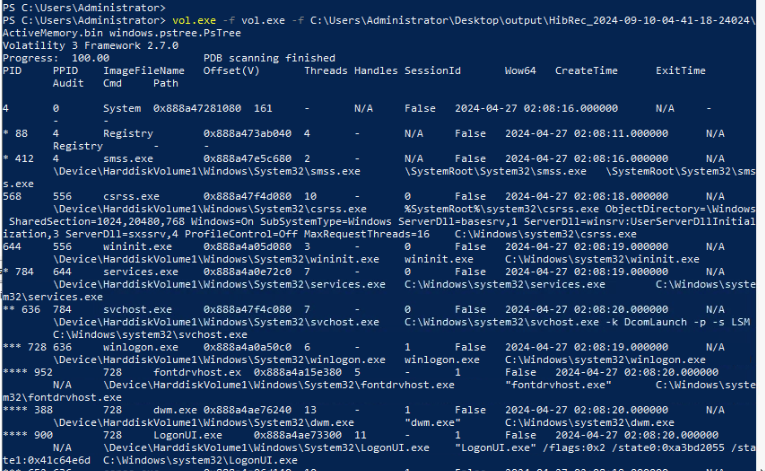 PS C:\Users\Administrator>
PS C:\Users\Administrator> vol.exe -f vol.exe -f C:\Users\Administrator\Desktop\output\HibRec_2024-09-10-04-41-18-24024\
ActiveMemory.bin windows.pstree.PsTree
Volatility 3 Framework 2.7.0
Progress: 100.00 PDB scanning finished
PID PPID ImageFileName Offset(V) Threads Handles SessionId Wow64 CreateTime ExitTime
Audit Cmd Path
4 0 System 0x888a47281080 161 - N/A False 2024-04-27 02:08:16.000000 N/A -
- -
* 88 4 Registry 0x888a473ab040 4 - N/A False 2024-04-27 02:08:11.000000 N/A
Registry - -
* 412 4 smss.exe 0x888a47e5c680 2 - N/A False 2024-04-27 02:08:16.000000 N/A
\Device\HarddiskVolume1\Windows\System32\smss.exe \SystemRoot\System32\smss.exe \SystemRoot\System32\sms
s.exe
568 556 csrss.exe 0x888a47f4d080 10 - 0 False 2024-04-27 02:08:18.000000 N/A
\Device\HarddiskVolume1\Windows\System32\csrss.exe %SystemRoot%\system32\csrss.exe ObjectDirectory=\Windows
SharedSection=1024,20480,768 Windows=On SubSystemType=Windows ServerDll=basesrv,1 ServerDll=winsrv:UserServerDllInitial
ization,3 ServerDll=sxssrv,4 ProfileControl=Off MaxRequestThreads=16 C:\Windows\system32\csrss.exe
644 556 wininit.exe 0x888a4a05d080 3 - 0 False 2024-04-27 02:08:19.000000 N/A
\Device\HarddiskVolume1\Windows\System32\wininit.exe wininit.exe C:\Windows\system32\wininit.exe
* 784 644 services.exe 0x888a4a0e72c0 7 - 0 False 2024-04-27 02:08:19.000000 N/A
\Device\HarddiskVolume1\Windows\System32\services.exe C:\Windows\system32\services.exe C:\Windows\syste
m32\services.exe
** 636 784 svchost.exe 0x888a47f4c080 7 - 0 False 2024-04-27 02:08:20.000000 N/A
\Device\HarddiskVolume1\Windows\System32\svchost.exe C:\Windows\system32\svchost.exe -k DcomLaunch -p -s LSM
C:\Windows\system32\svchost.exe
*** 728 636 winlogon.exe 0x888a4a0a50c0 6 - 1 False 2024-04-27 02:08:19.000000 N/A
\Device\HarddiskVolume1\Windows\System32\winlogon.exe winlogon.exe C:\Windows\system32\winlogon.exe
**** 952 728 fontdrvhost.ex 0x888a4a15e380 5 - 1 False 2024-04-27 02:08:20.000000
N/A \Device\HarddiskVolume1\Windows\System32\fontdrvhost.exe "fontdrvhost.exe" C:\Windows\syste
m32\fontdrvhost.exe
**** 388 728 dwm.exe 0x888a4ae76240 13 - 1 False 2024-04-27 02:08:20.000000 N/A
\Device\HarddiskVolume1\Windows\System32\dwm.exe "dwm.exe" C:\Windows\system32\dwm.exe
**** 900 728 LogonUI.exe 0x888a4ae73300 11 - 1 False 2024-04-27 02:08:20.000000
N/A \Device\HarddiskVolume1\Windows\System32\LogonUI.exe "LogonUI.exe" /flags:0x2 /state0:0xa3bd2055 /sta
te1:0x41c64e6d C:\Windows\system32\LogonUI.exe